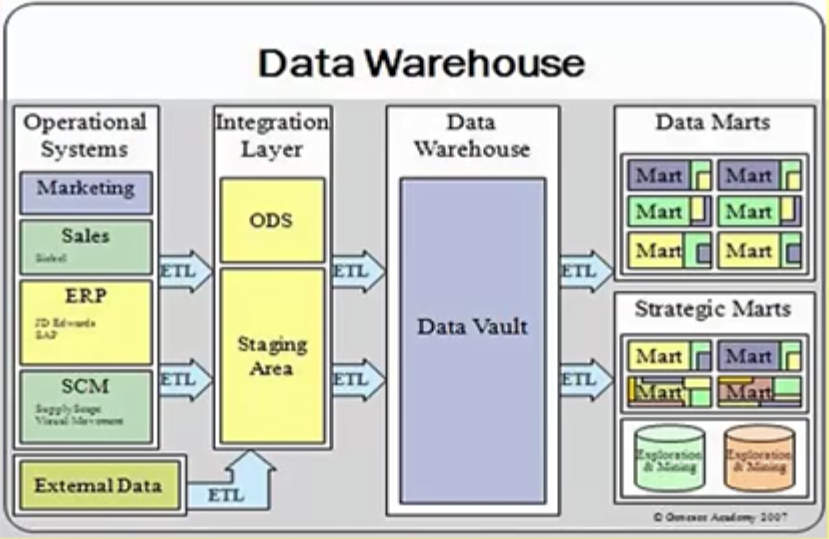 Data Warehouse
Operational
Systems
Marketing
Sales
Siebel
ERP
JD Edwards
SAP
SCM
Visual Movement
External Data
ETL
ETL
ETL
Integration
Layer
ODS
Staging
Area
ETL
ETL
Data
Warehouse
Data Vault
ETL
ETL
Data Marts
Mart Mart
Mart Mart
Mart Mart
Strategic Marts
Mart Mart
Mart Mart
Exploration Exploration
& Mining & Mining
© Genesee Academy 2007